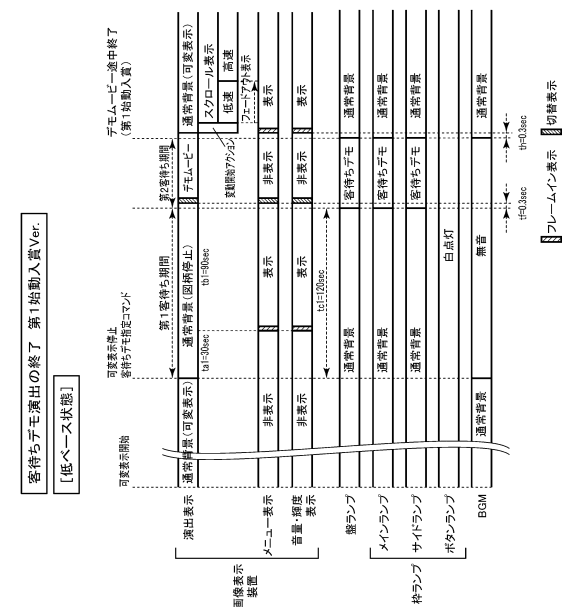 客待ちデモ演出の終了 第1始動入賞Ver.
[低ベース状態]
可変表示開始
可変表示停止
客待ちデモ指定コマンド
デモムービー途中終了
(第1始動入賞)
第1客待ち期間
第2客待ち期間
画像表示
装置
演出表示
通常背景(可変表示)
通常背景(図柄停止)
デモムービー
通常背景(可変表示)
スクロール表示
低速
高速
変動開始アクション
フェードアウト表示
ta1=30sec
tb1=90sec
メニュー表示
非表示
表示
非表示
表示
音量・輝度
表示
非表示
表示
非表示
表示
tc1=120sec
盤ランプ
通常背景
客待ちデモ
通常背景
枠ランプ
メインランプ
通常背景
客待ちデモ
通常背景
サイドランプ
通常背景
客待ちデモ
通常背景
ボタンランプ
白点灯
BGM
通常背景
無音
通常背景
tf=0.3sec
th=0.3sec
フレームイン表示
切替表示